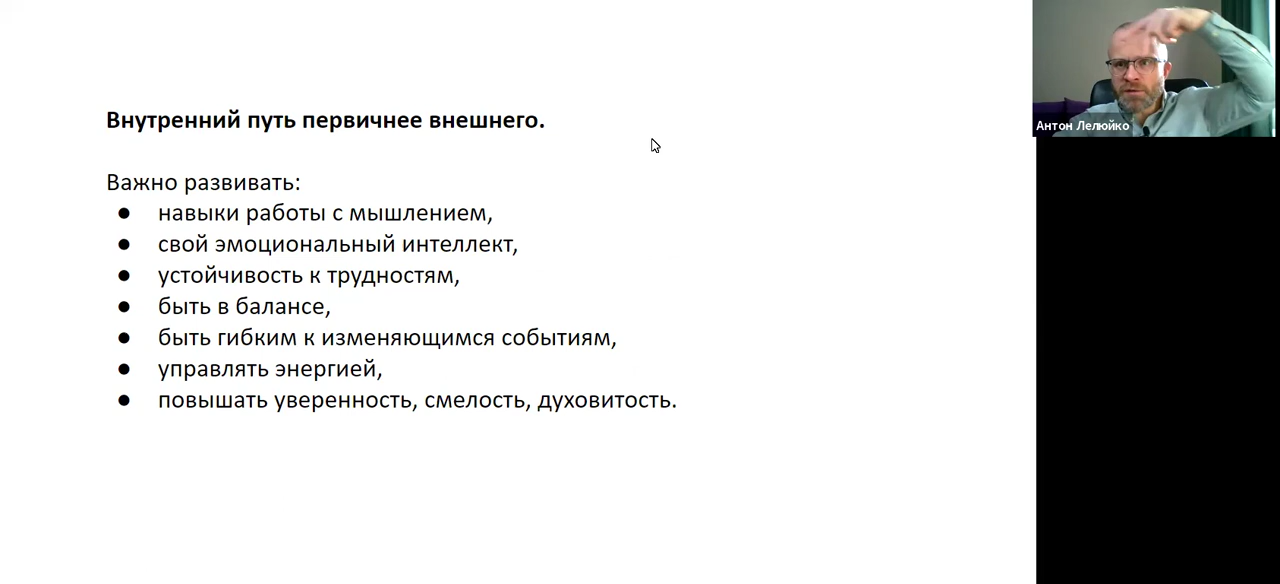 Внутренний путь первичнее внешнего.
Важно развивать:
● навыки работы с мышлением,
● свой эмоциональный интеллект,
● устойчивость к трудностям,
● быть в балансе,
● быть гибким к изменяющимся событиям,
● управлять энергией,
● повышать уверенность, смелость, духовитость.
Антон Лелюйко